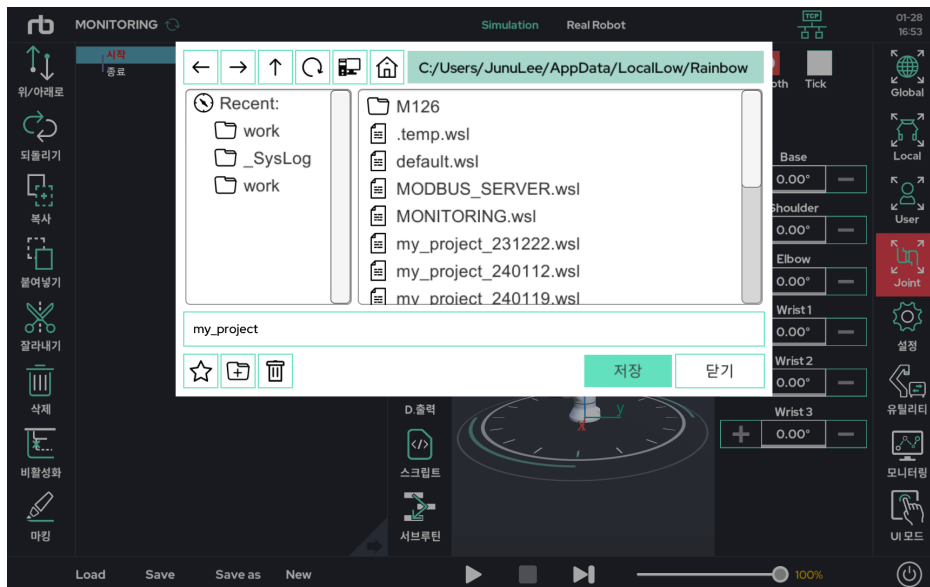 rb
MONITORING
Simulation
Real Robot
TCP
01-28
16:53
시작
종료
C:/Users/JunuLee/AppData/LocalLow/Rainbow
Recent:
work
_SysLog
work
M126
.temp.wsl
default.wsl
MODBUS_SERVER.wsl
MONITORING.wsl
my_project_231222.wsl
my_project_240112.wsl
my_project_240119.wsl
my_project
저장
닫기
위/아래로
되돌리기
복사
붙여넣기
잘라내기
삭제
비활성화
마킹
D.출력
스크립트
서브루틴
y
x
Tick
Base
0.00°
Shoulder
0.00°
Elbow
0.00°
Wrist 1
0.00°
Wrist 2
0.00°
Wrist 3
0.00°
Global
Local
User
Joint
설정
유틸리티
모니터링
UI 모드
Load
Save
Save as
New
100%